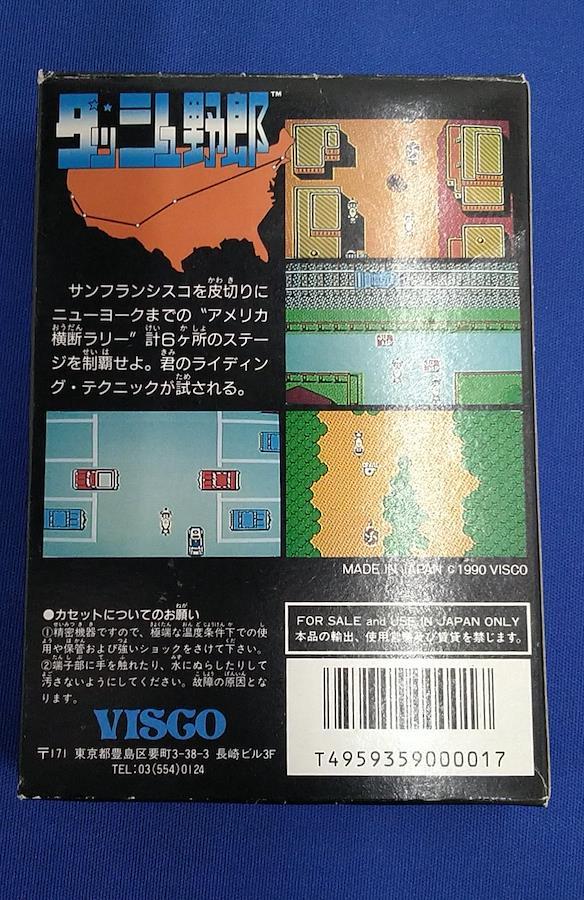 ダッシュ野郎™
サンフランシスコを皮切りに
ニューヨークまでの“アメリカ
横断ラリー”計6ヶ所のステー
ジを制覇せよ。君のライディン
グ・テクニックが試される。
MADE IN JAPAN ©1990 VISCO
●カセットについてのお願い
①精密機器ですので、極端な温度条件下での使
用や保管および強いショックをさけて下さい。
②端子部に手を触れたり、水にぬらしたりして
汚さないようにしてください。故障の原因とな
ります。
VISCO
〒171 東京都豊島区要町3-38-3 長崎ビル3F
TEL:03(554)0124
FOR SALE and USE IN JAPAN ONLY
本品の輸出、使用営業及び賃貸を禁じます。
T4959359000017